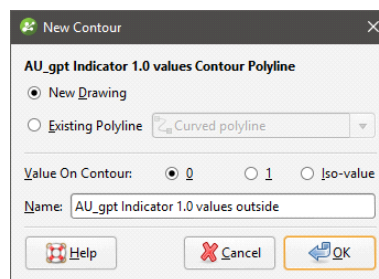 New Contour
AU_gpt Indicator 1.0 values Contour Polyline
New Drawing
Existing Polyline Curved polyline
Value On Contour: 0 1 Iso-value
Name: AU_gpt Indicator 1.0 values outside
Help Cancel OK